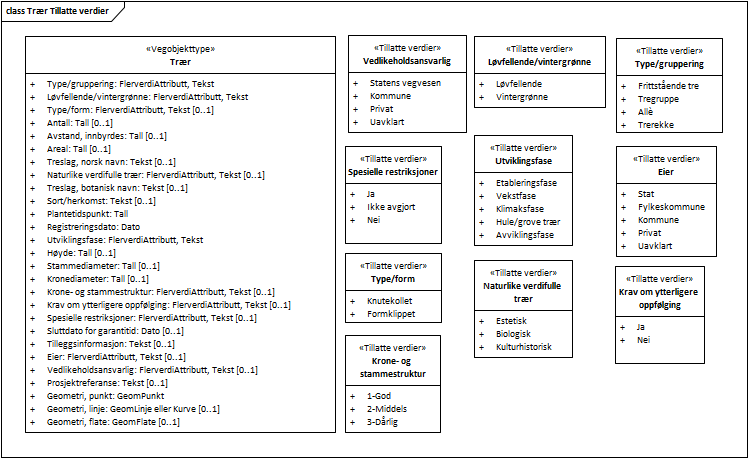 class Trær Tillatte verdier
«Vegobjekttype»
Trær
+ Type/gruppering: FlerverdiAttributt, Tekst
+ Løvfellende/vintergrønne: FlerverdiAttributt, Tekst
+ Type/form: FlerverdiAttributt, Tekst [0..1]
+ Antall: Tall [0..1]
+ Avstand, innbyrdes: Tall [0..1]
+ Areal: Tall [0..1]
+ Treslag, norsk navn: Tekst [0..1]
+ Naturlike verdifulle trær: FlerverdiAttributt, Tekst [0..1]
+ Treslag, botanisk navn: Tekst [0..1]
+ Sort/herkomst: Tekst [0..1]
+ Plantetidspunkt: Tall
+ Registreringsdato: Dato
+ Utviklingsfase: FlerverdiAttributt, Tekst
+ Høyde: Tall [0..1]
+ Stammediameter: Tall [0..1]
+ Kronediameter: Tall [0..1]
+ Krone- og stammestruktur: FlerverdiAttributt, Tekst [0..1]
+ Krav om ytterligere oppfølging: FlerverdiAttributt, Tekst [0..1]
+ Spesielle restriksjoner: FlerverdiAttributt, Tekst [0..1]
+ Sluttdato for garantitid: Dato [0..1]
+ Tilleggsinformasjon: Tekst [0..1]
+ Eier: FlerverdiAttributt, Tekst [0..1]
+ Vedlikeholdsansvarlig: FlerverdiAttributt, Tekst [0..1]
+ Prosjektreferanse: Tekst [0..1]
+ Geometri, punkt: GeomPunkt
+ Geometri, linje: GeomLinje eller Kurve [0..1]
+ Geometri, flate: GeomFlate [0..1]
«Tillatte verdier»
Vedlikeholdsansvarlig
+ Statens vegvesen
+ Kommune
+ Privat
+ Uavklart
«Tillatte verdier»
Løvfellende/vintergrønne
+ Løvfellende
+ Vintergrønne
«Tillatte verdier»
Type/gruppering
+ Frittstående tre
+ Tregruppe
+ Allè
+ Trerekke
«Tillatte verdier»
Spesielle restriksjoner
+ Ja
+ Ikke avgjort
+ Nei
«Tillatte verdier»
Utviklingsfase
+ Etableringsfase
+ Vekstfase
+ Klimaksfase
+ Hule/grove trær
+ Avviklingsfase
«Tillatte verdier»
Eier
+ Stat
+ Fylkeskommune
+ Kommune
+ Privat
+ Uavklart
«Tillatte verdier»
Type/form
+ Knutekollet
+ Formklippet
«Tillatte verdier»
Naturlike verdifulle
trær
+ Estetisk
+ Biologisk
+ Kulturhistorisk
«Tillatte verdier»
Krav om ytterligere
oppfølging
+ Ja
+ Nei
«Tillatte verdier»
Krone- og
stammestruktur
+ 1-God
+ 2-Middels
+ 3-Dårlig